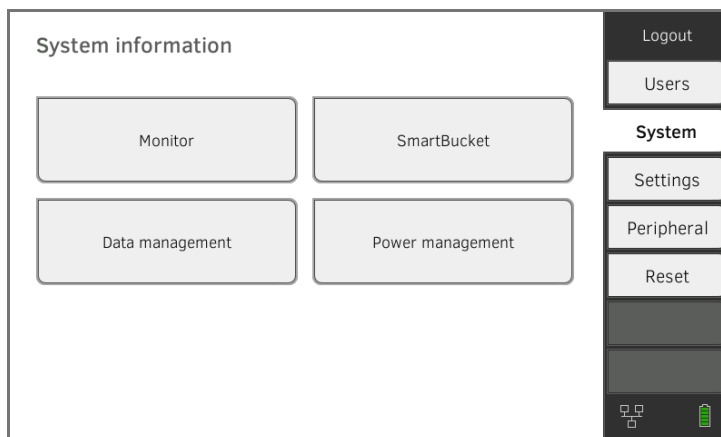 System information
Monitor
SmartBucket
Data management
Power management
Logout
Users
System
Settings
Peripheral
Reset